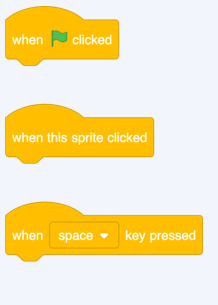 when clicked
when this sprite clicked
when space key pressed